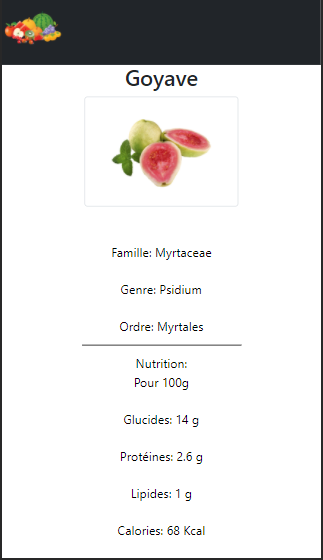 Goyave
Famille: Myrtaceae
Genre: Psidium
Ordre: Myrtales
Nutrition:
Pour 100g
Glucides: 14 g
Protéines: 2.6 g
Lipides: 1 g
Calories: 68 Kcal